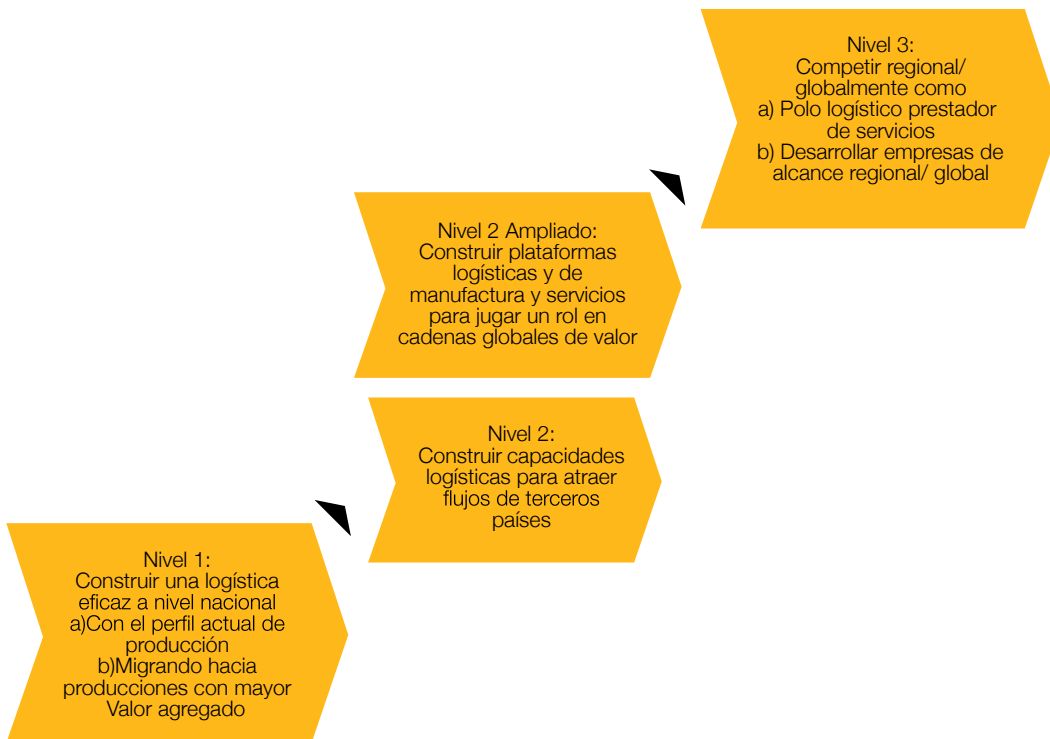 Nivel 3:
Competir regional/
globalmente como
a) Polo logístico prestador
de servicios
b) Desarrollar empresas de
alcance regional/ global
Nivel 2 Ampliado:
Construir plataformas
logísticas y de
manufactura y servicios
para jugar un rol en
cadenas globales de valor
Nivel 2:
Construir capacidades
logísticas para atraer
flujos de terceros
países
Nivel 1:
Construir una logística
eficaz a nivel nacional
a)Con el perfil actual de
producción
b)Migrando hacia
producciones con mayor
Valor agregado